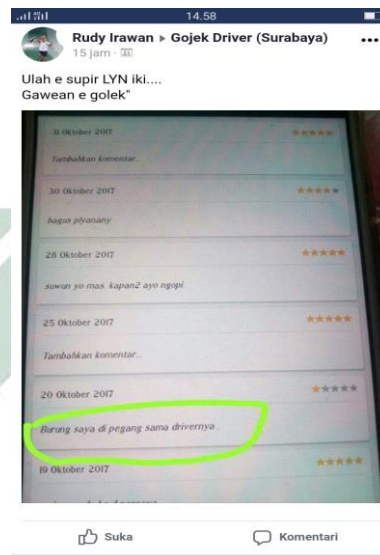 14.58
Rudy Irawan ▸ Gojek Driver (Surabaya)
15 jam
Ulah e supir LYN iki....
Gawean e golek"
31 Oktober 2017
Tambahkan komentar..
30 Oktober 2017
bagus plyanany
28 Oktober 2017
suwun yo mas. kapan2 ayo ngopi.
25 Oktober 2017
Tambahkan komentar..
20 Oktober 2017
Burung saya di pegang sama drivernya .
19 Oktober 2017
Suka
Komentari